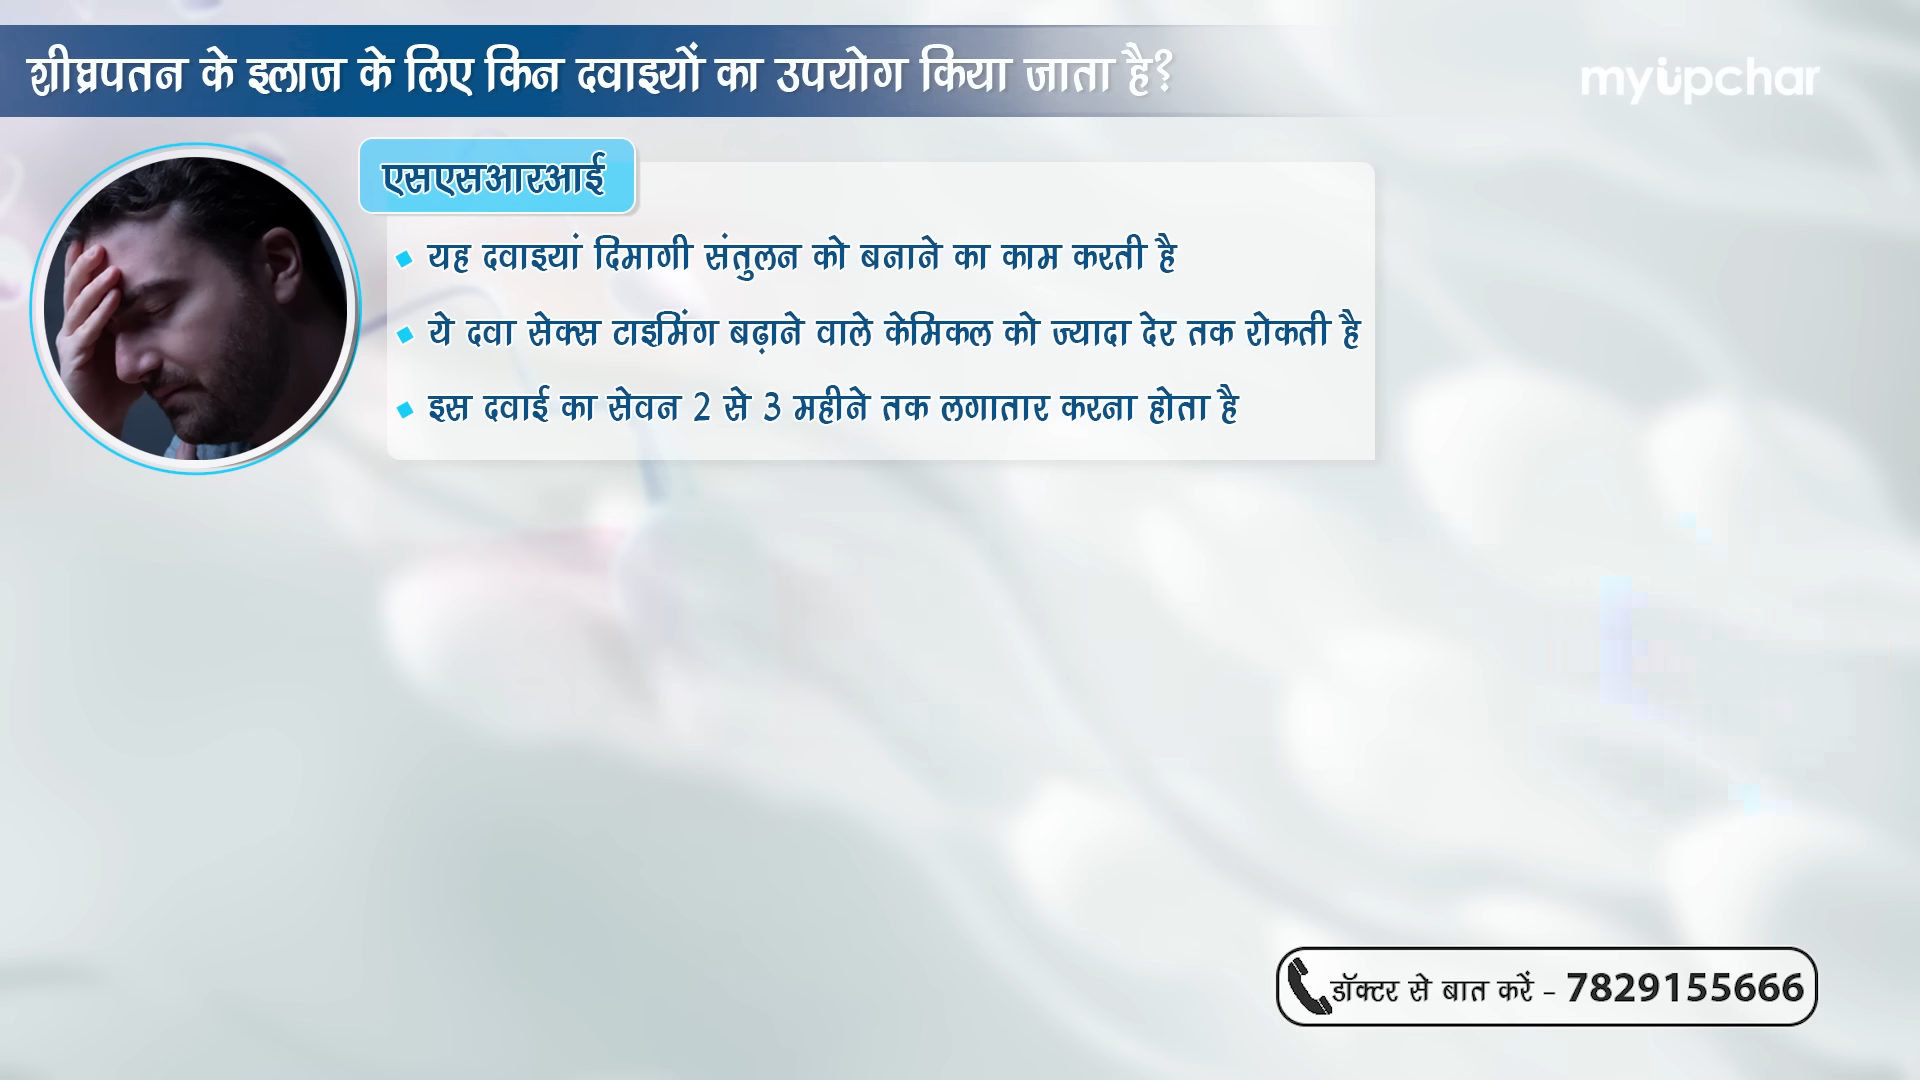 शीघ्रपतन के इलाज के लिए किन दवाइयों का उपयोग किया जाता है?
myupchar
एसएसआरआई
यह दवाइयां दिमागी संतुलन को बनाने का काम करती है
ये दवा सेक्स टाइमिंग बढ़ाने वाले केमिकल को ज्यादा देर तक रोकती है
इस दवाई का सेवन 2 से 3 महीने तक लगातार करना होता है
डॉक्टर से बात करें - 7829155666